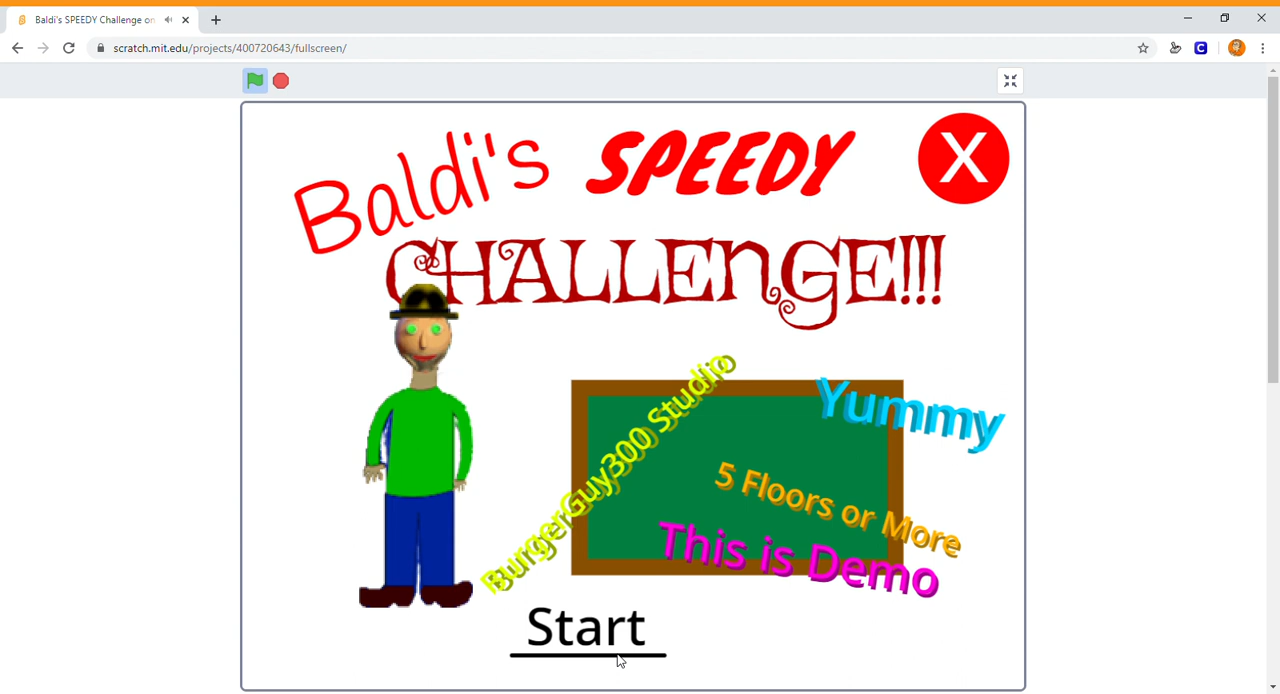 Baldi's SPEEDY Challenge on
scratch.mit.edu/projects/400720643/fullscreen/
Baldi's SPEEDY
CHALLENGE!!!
X
BurgerGuy300 Studio
Yummy
5 Floors or More
This is Demo
Start